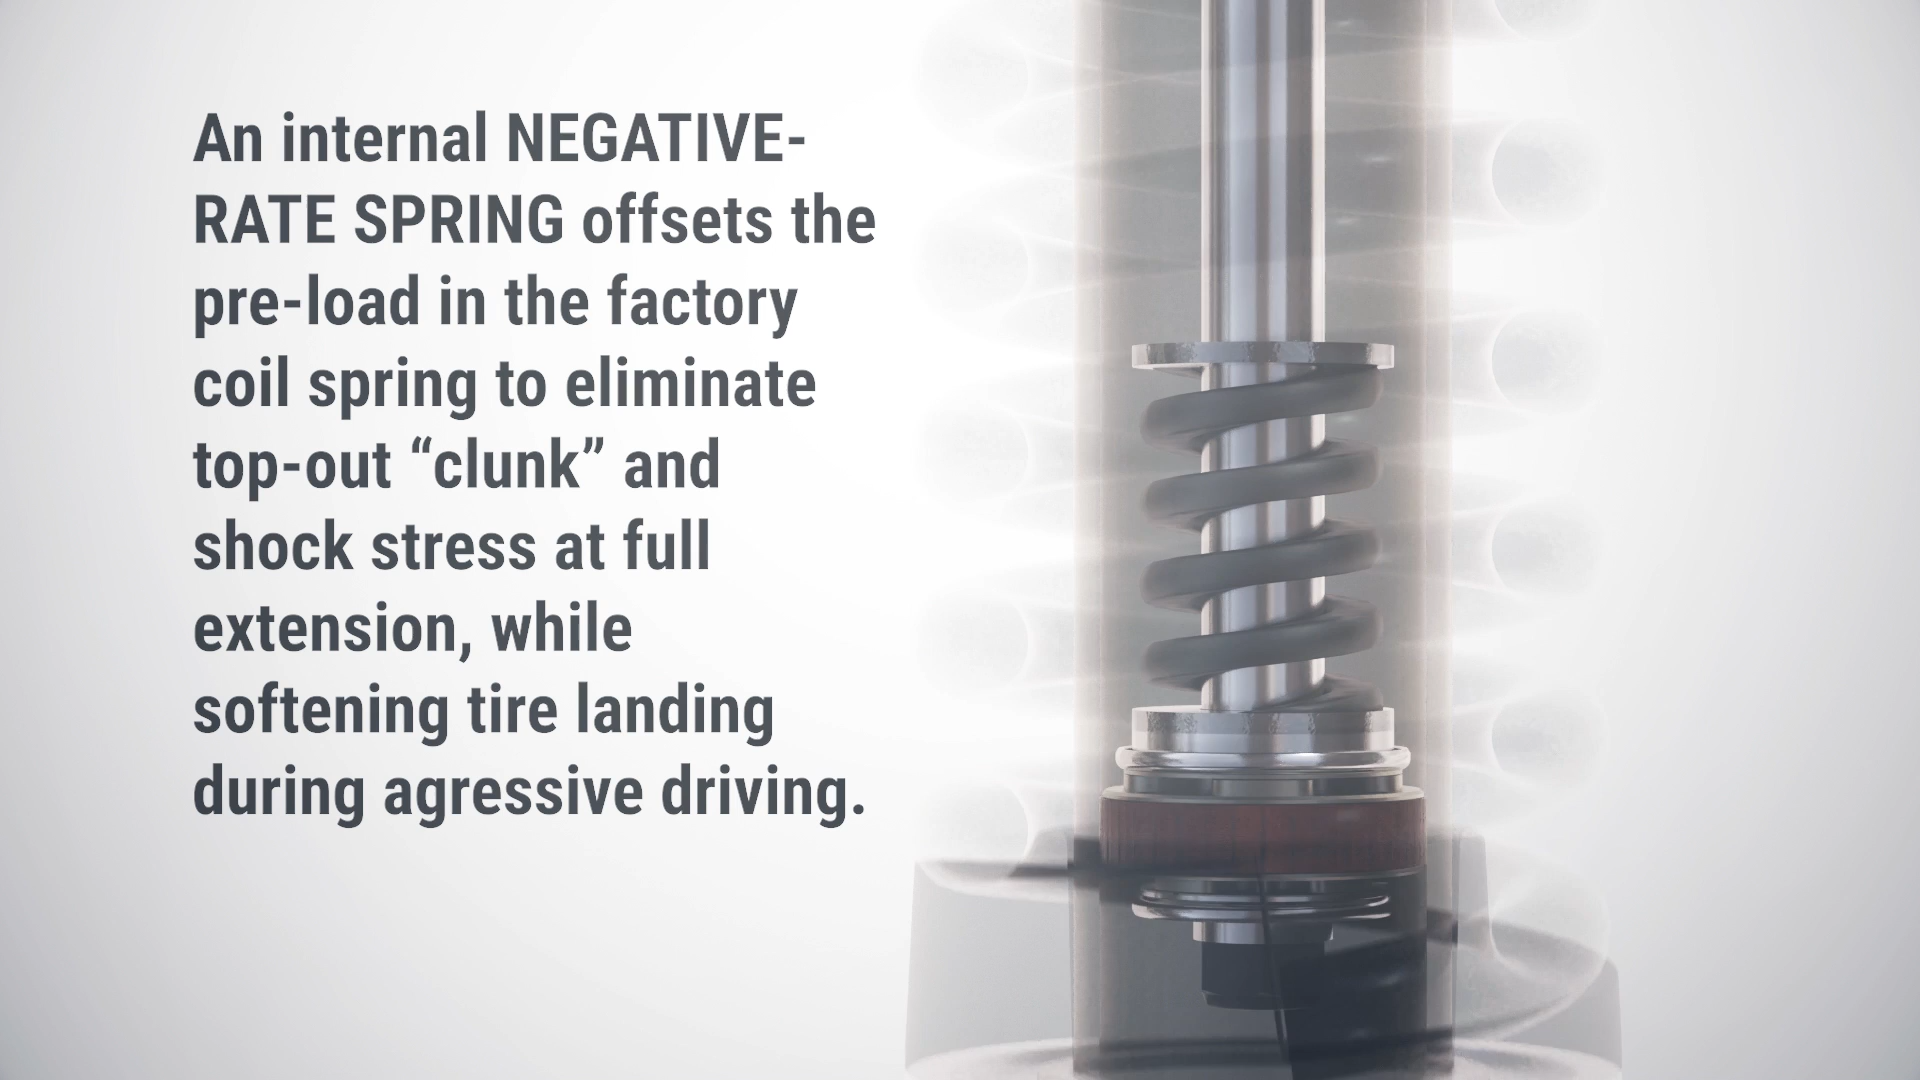 An internal NEGATIVE-
RATE SPRING offsets the
pre-load in the factory
coil spring to eliminate
top-out “clunk” and
shock stress at full
extension, while
softening tire landing
during agressive driving.